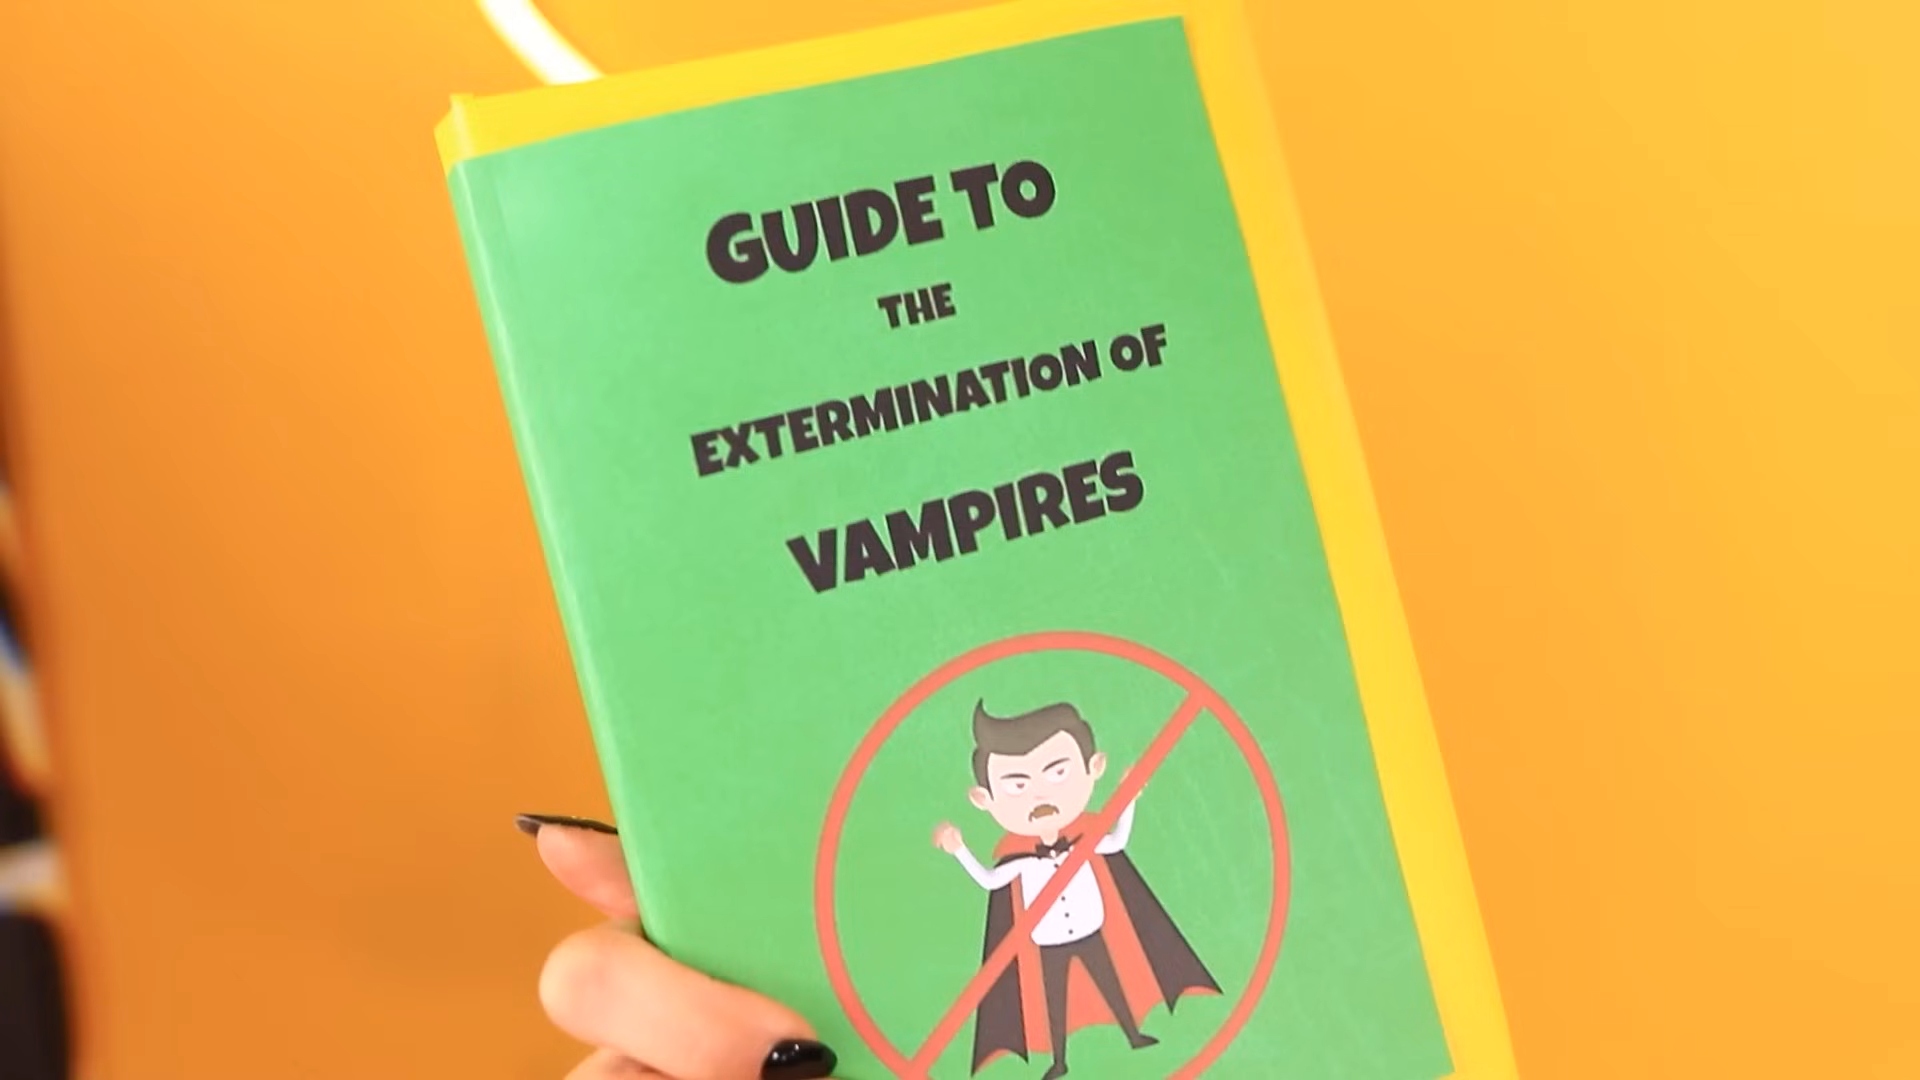 GUIDE TO
THE
EXTERMINATION OF
VAMPIRES